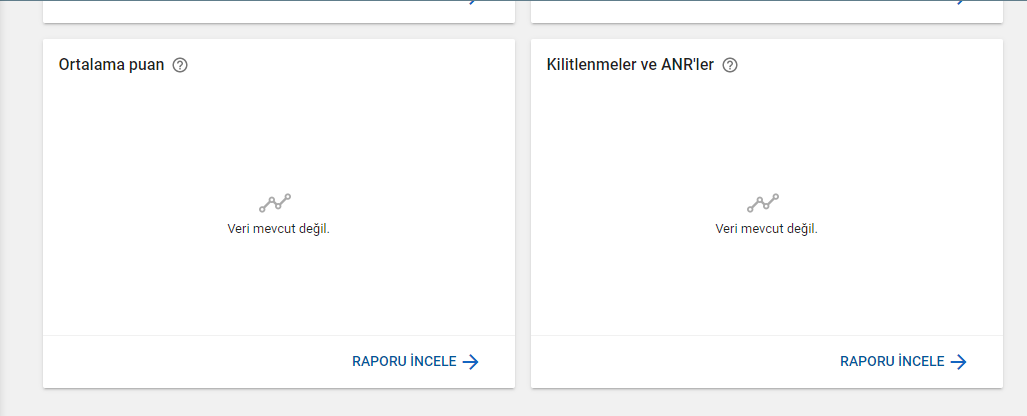 Ortalama puan
Kilitlenmeler ve ANR'ler
Veri mevcut değil.
Veri mevcut değil.
RAPORU İNCELE
RAPORU İNCELE